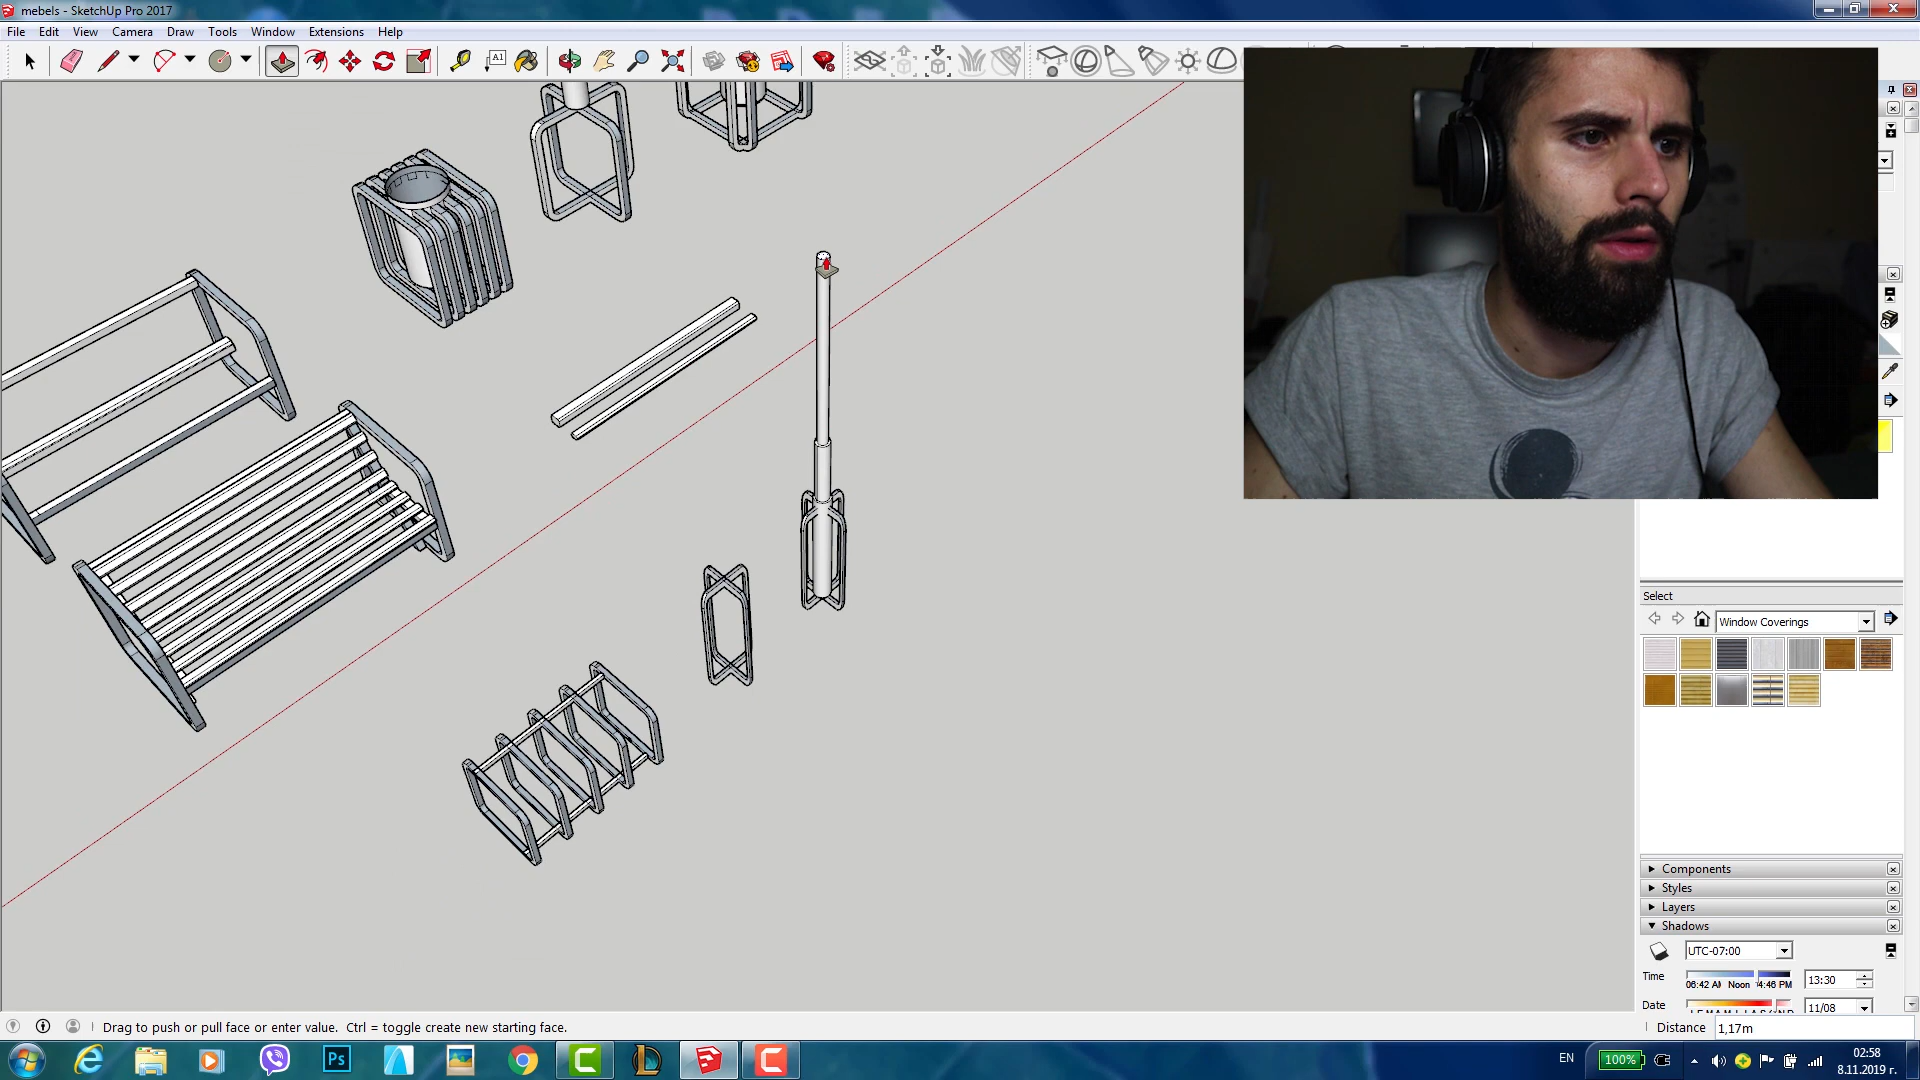 mebels - SketchUp Pro 2017
File Edit View Camera Draw Tools Window Extensions Help
A1
Select
Window Coverings
Components
Styles
Layers
Shadows
UTC-07:00
Time
06:42 AM Noon 4:46 PM
13:30
Date
J F M A M J J A S O N D
11/08
Drag to push or pull face or enter value. Ctrl = toggle create new starting face.
Distance 1,17m
Ps
EN
100%
02:58
8.11.2019 г.